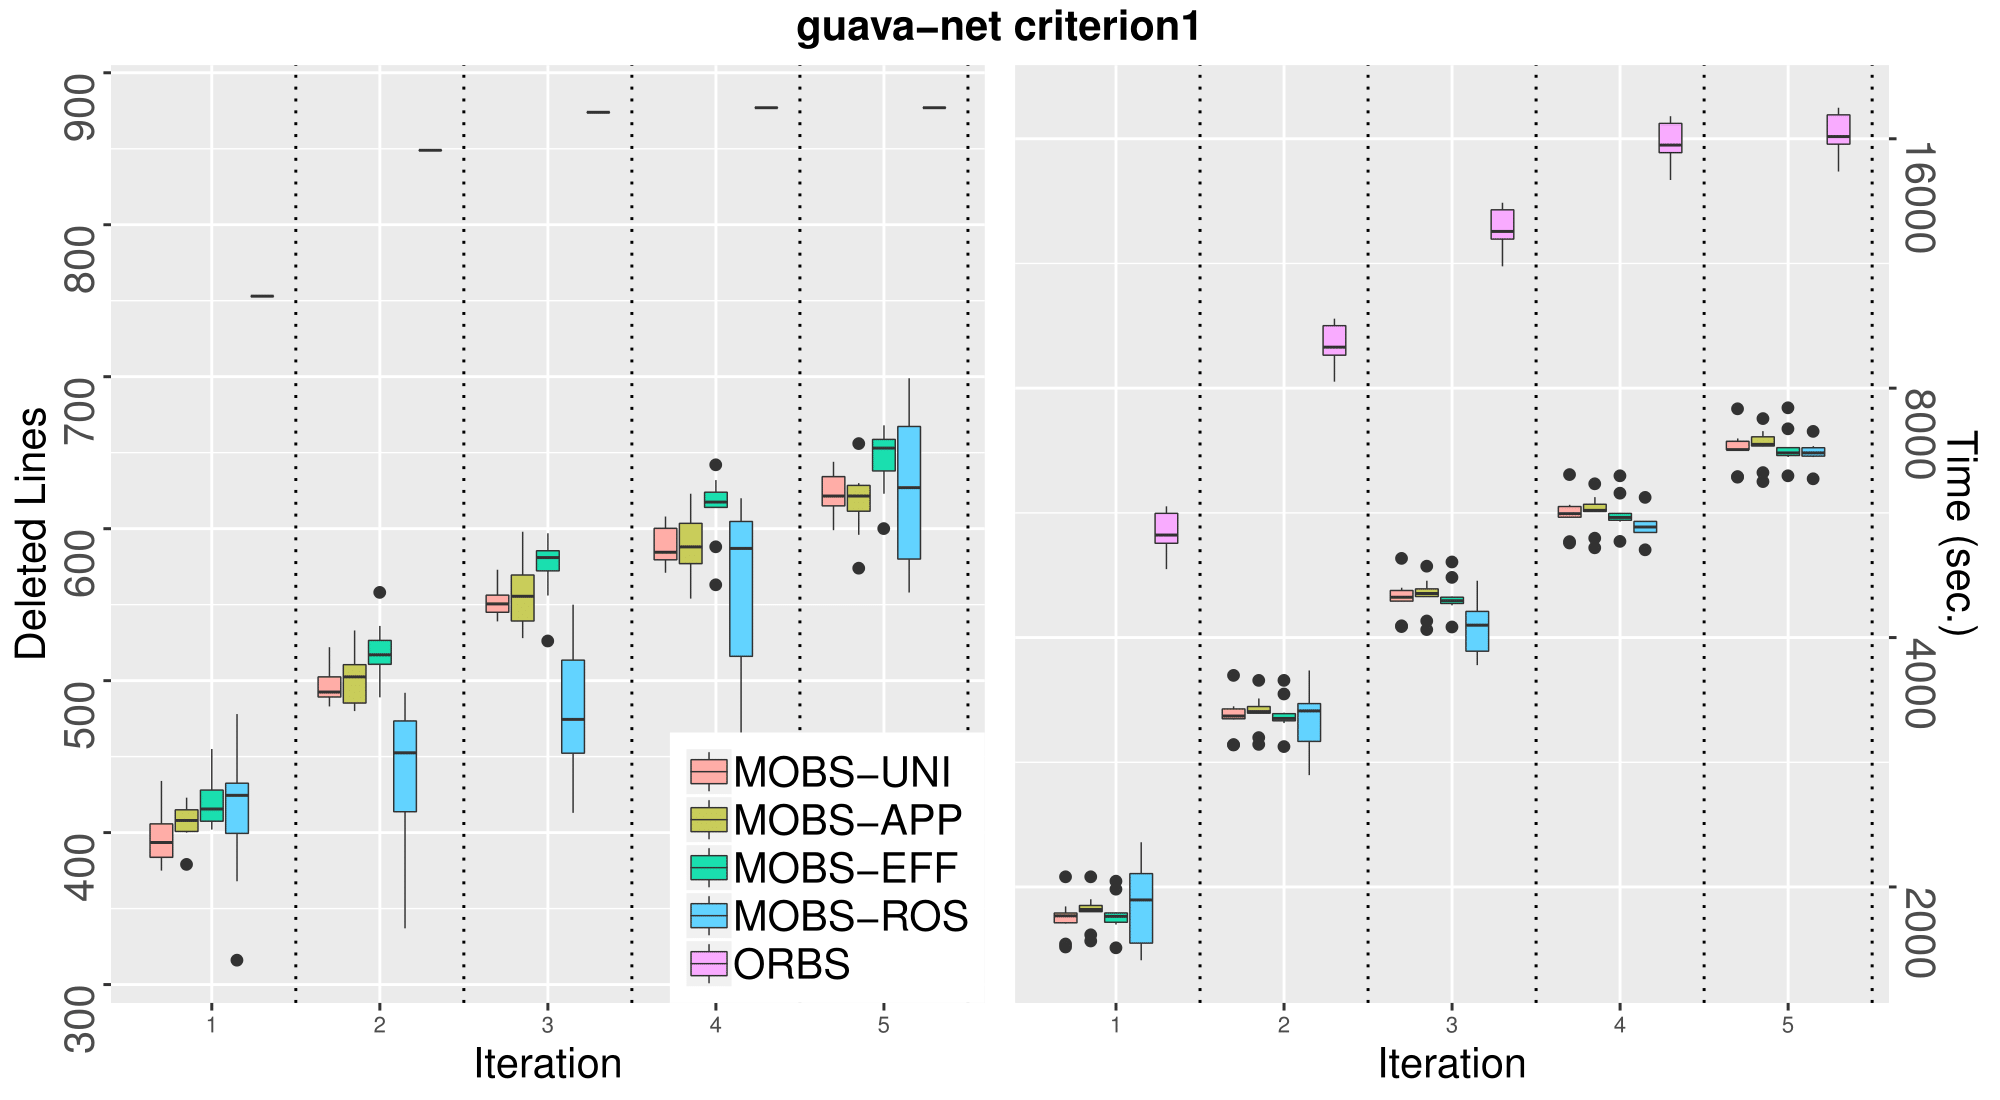 guava−net criterion1
Deleted Lines
900
800
700
600
500
400
300
1 2 3 4 5
Iteration
MOBS−UNI
MOBS−APP
MOBS−EFF
MOBS−ROS
ORBS
1 2 3 4 5
Iteration
16000
8000
4000
2000
Time (sec.)